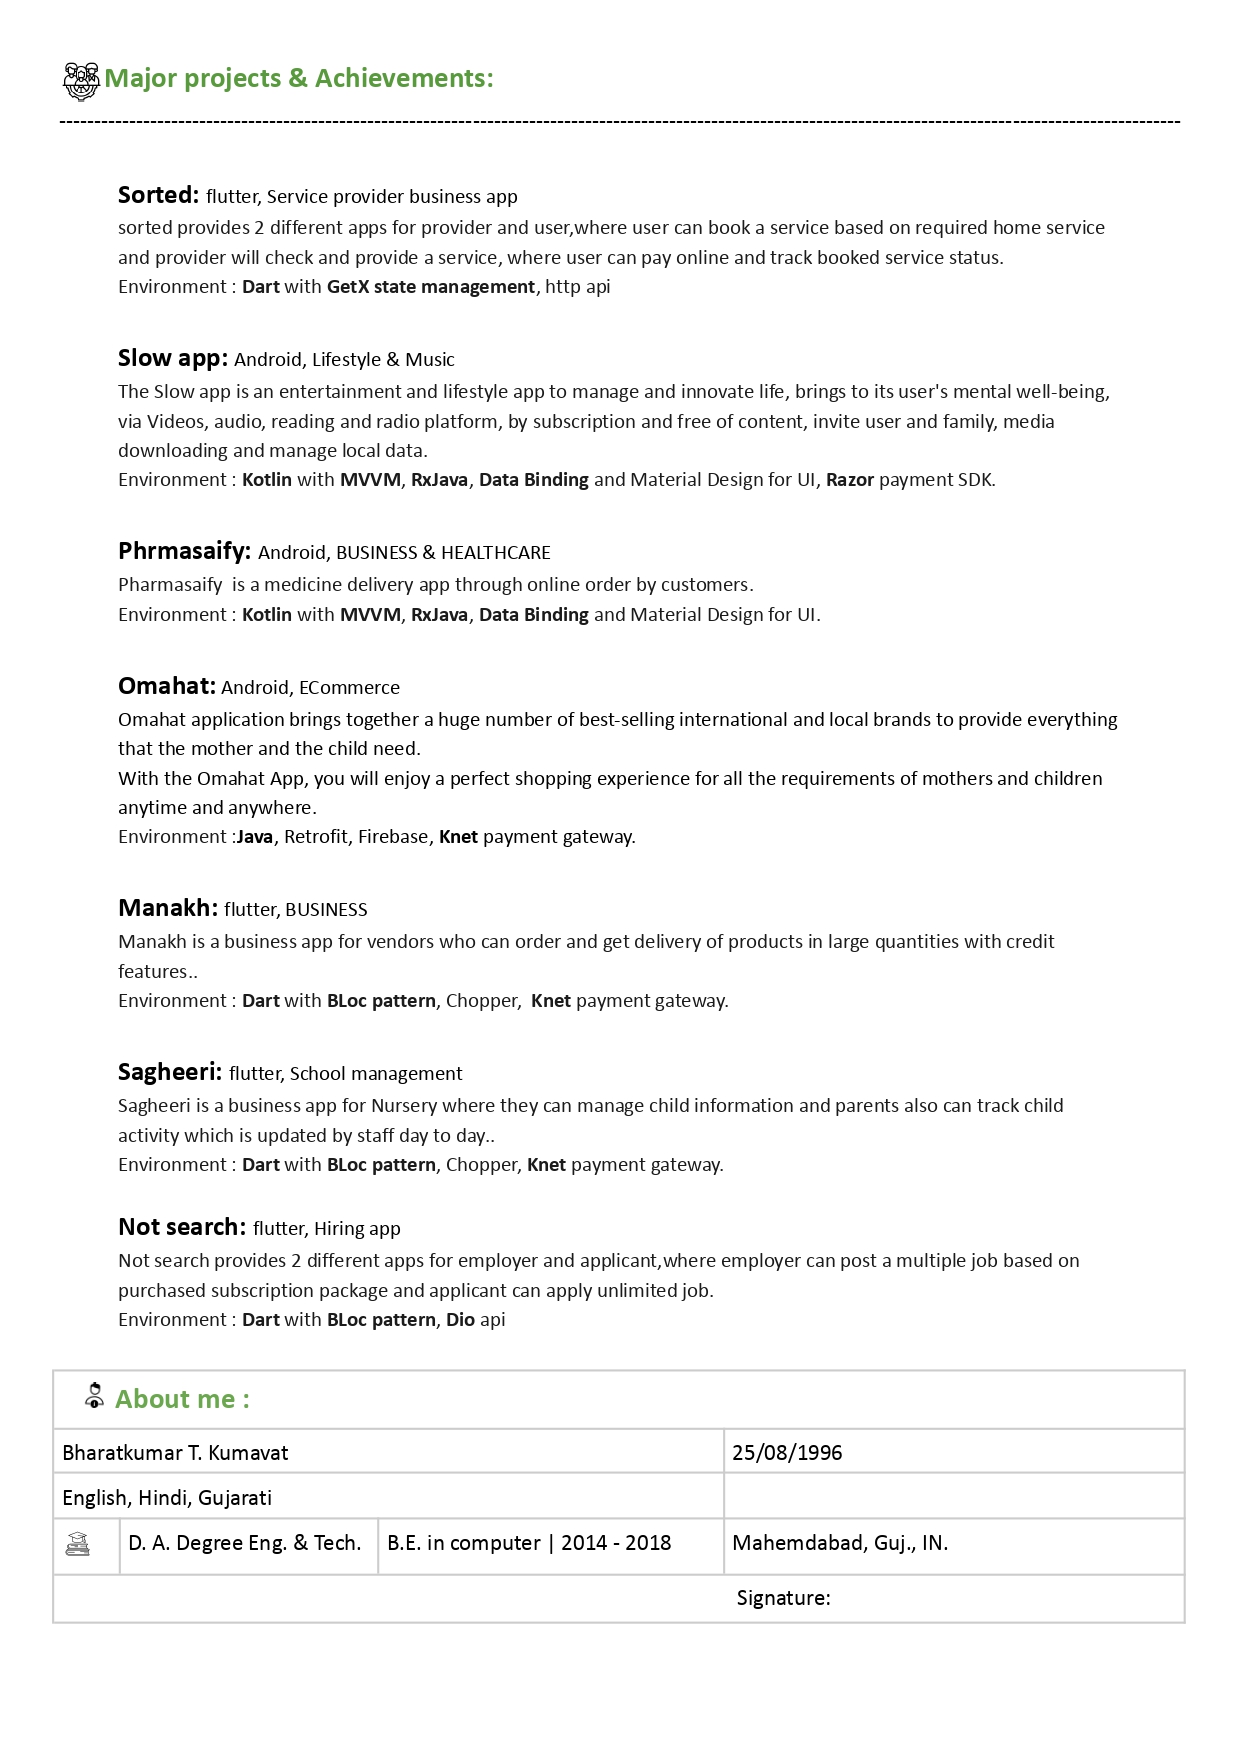 Major projects & Achievements:
----------------------------------------------------------------------------------------------------------------------------------------------------------------
Sorted: flutter, Service provider business app
sorted provides 2 different apps for provider and user,where user can book a service based on required home service
and provider will check and provide a service, where user can pay online and track booked service status.
Environment : Dart with GetX state management, http api
Slow app: Android, Lifestyle & Music
The Slow app is an entertainment and lifestyle app to manage and innovate life, brings to its user's mental well-being,
via Videos, audio, reading and radio platform, by subscription and free of content, invite user and family, media
downloading and manage local data.
Environment : Kotlin with MVVM, RxJava, Data Binding and Material Design for UI, Razor payment SDK.
Phrmasaify: Android, BUSINESS & HEALTHCARE
Pharmasaify  is a medicine delivery app through online order by customers.
Environment : Kotlin with MVVM, RxJava, Data Binding and Material Design for UI.
Omahat: Android, ECommerce
Omahat application brings together a huge number of best-selling international and local brands to provide everything
that the mother and the child need.
With the Omahat App, you will enjoy a perfect shopping experience for all the requirements of mothers and children
anytime and anywhere.
Environment :Java, Retrofit, Firebase, Knet payment gateway.
Manakh: flutter, BUSINESS
Manakh is a business app for vendors who can order and get delivery of products in large quantities with credit
features..
Environment : Dart with BLoc pattern, Chopper,  Knet payment gateway.
Sagheeri: flutter, School management
Sagheeri is a business app for Nursery where they can manage child information and parents also can track child
activity which is updated by staff day to day..
Environment : Dart with BLoc pattern, Chopper, Knet payment gateway.
Not search: flutter, Hiring app
Not search provides 2 different apps for employer and applicant,where employer can post a multiple job based on
purchased subscription package and applicant can apply unlimited job.
Environment : Dart with BLoc pattern, Dio api
About me :
Bharatkumar T. Kumavat 25/08/1996
English, Hindi, Gujarati
D. A. Degree Eng. & Tech. B.E. in computer | 2014 - 2018 Mahemdabad, Guj., IN.
Signature: